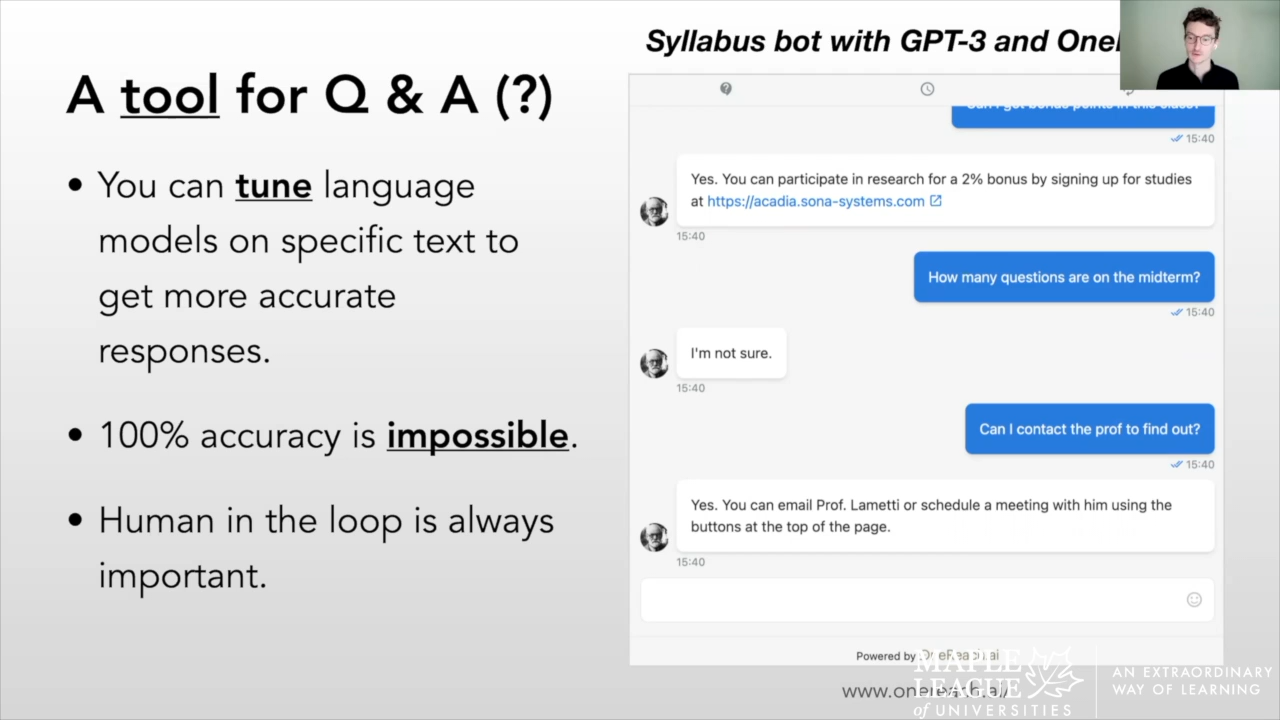 A tool for Q & A (?)
• You can tune language
models on specific text to
get more accurate
responses.
• 100% accuracy is impossible.
• Human in the loop is always
important.
Syllabus bot with GPT-3 and
15:40
Yes. You can participate in research for a 2% bonus by signing up for studies
at https://acadia.sona-systems.com
15:40
How many questions are on the midterm?
15:40
I'm not sure.
15:40
Can I contact the prof to find out?
15:40
Yes. You can email Prof. Lametti or schedule a meeting with him using the
buttons at the top of the page.
15:40
Powered by OneReach.ai
www.onereach.ai/
MAPLE
LEAGUE
of UNIVERSITIES
AN EXTRAORDINARY
WAY OF LEARNING